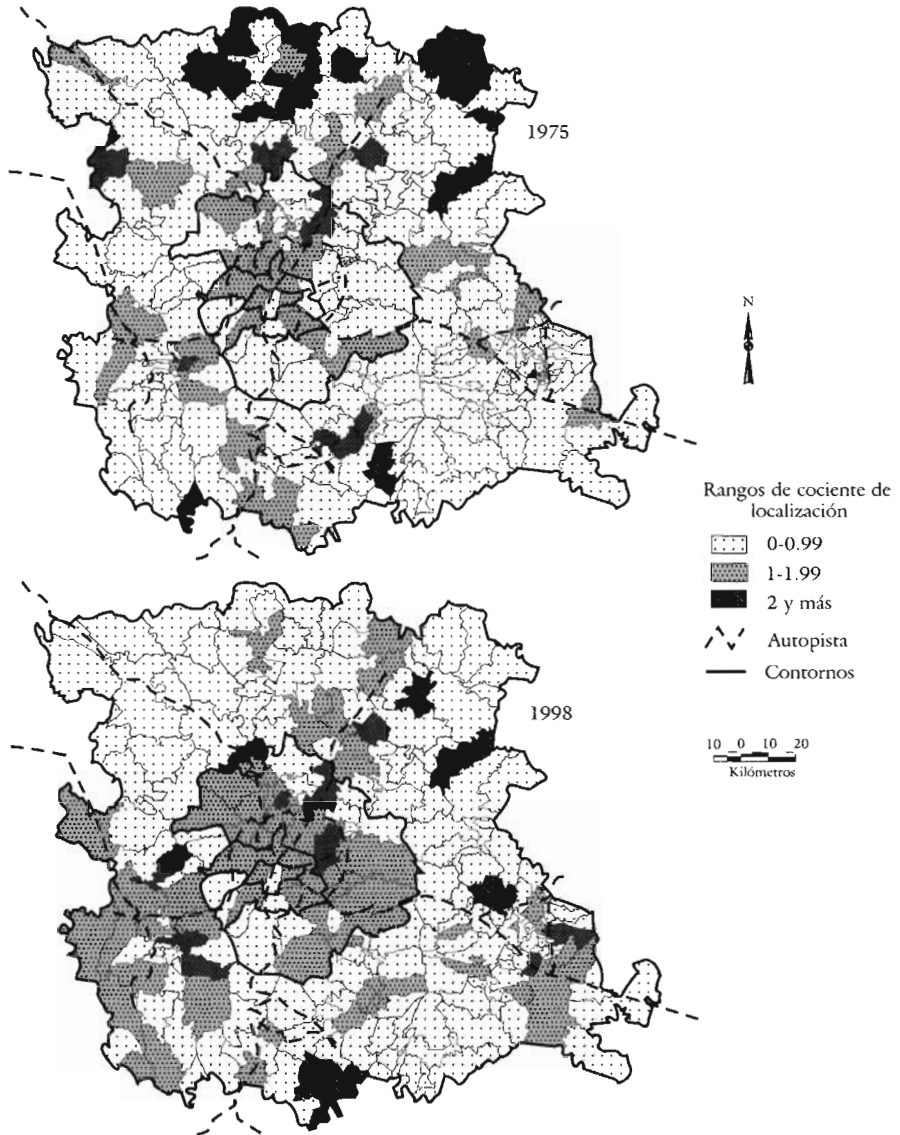 1975
N
Rangos de cociente de
localización
0-0.99
1-1.99
2 y más
Autopista
Contornos
1998
10 0 10 20
Kilómetros